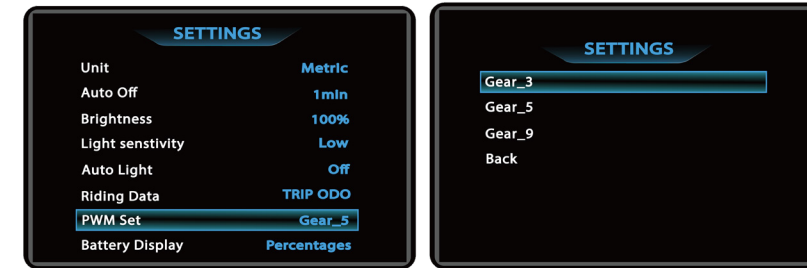 SETTINGS
Unit Metric
Auto Off 1min
Brightness 100%
Light senstivity Low
Auto Light Off
Riding Data TRIP ODO
PWM Set Gear_5
Battery Display Percentages
SETTINGS
Gear_3
Gear_5
Gear_9
Back